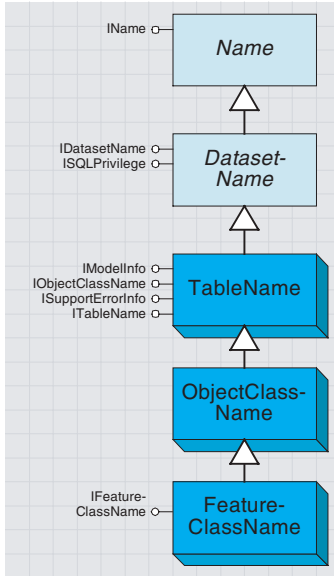 IName
Name
IDatasetName
ISQLPrivilege
Dataset-
Name
IModelInfo
IObjectClassName
ISupportErrorInfo
ITableName
TableName
ObjectClass-
Name
IFeature-
ClassName
Feature-
ClassName